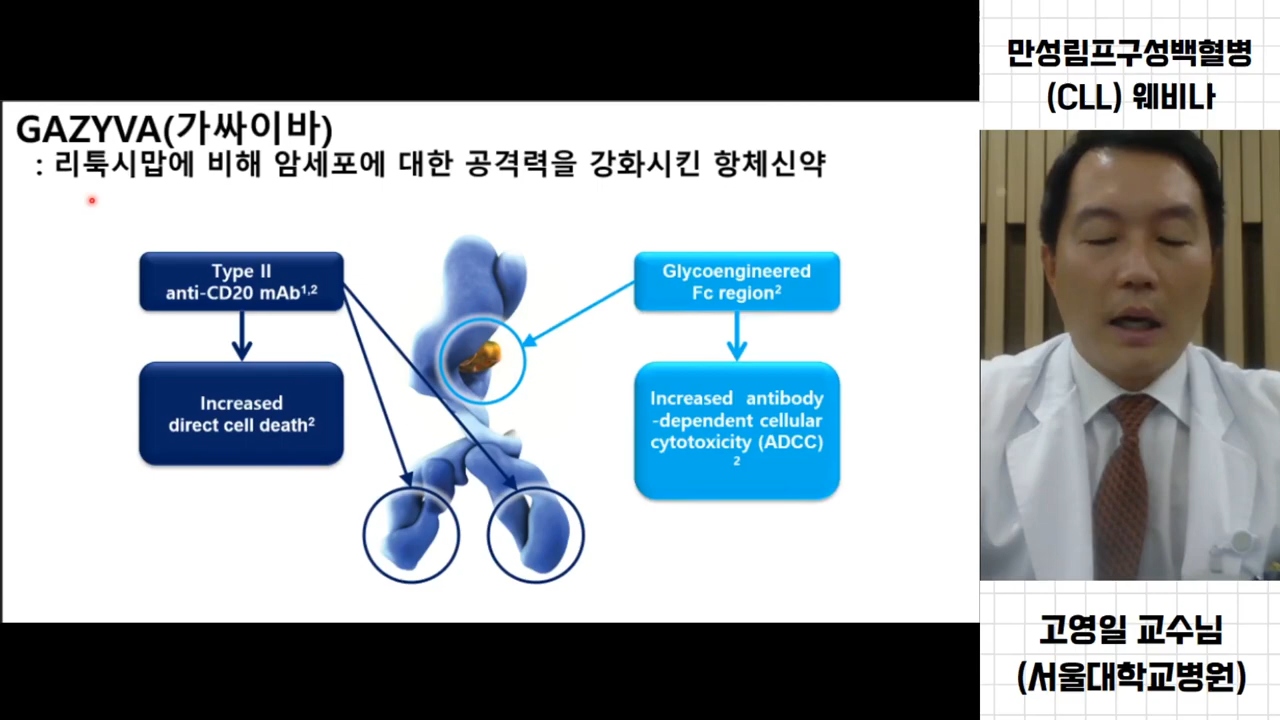 GAZYVA(가싸이바)
: 리툭시맙에 비해 암세포에 대한 공격력을 강화시킨 항체신약
Type II
anti-CD20 mAb1,2
Increased
direct cell death2
Glycoengineered
Fc region2
Increased antibody
-dependent cellular
cytotoxicity (ADCC)
2
만성림프구성백혈병
(CLL) 웨비나
고영일 교수님
(서울대학교병원)